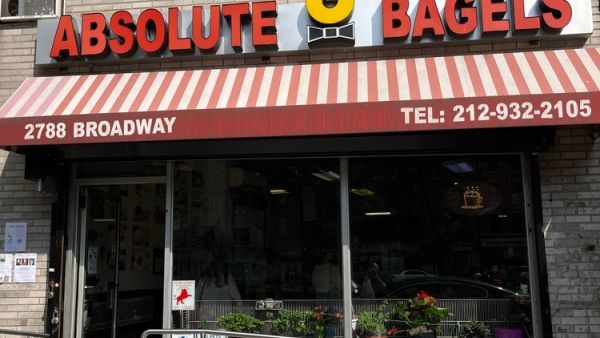 ABSOLUTE BAGELS
2788 BROADWAY
TEL: 212-932-2105